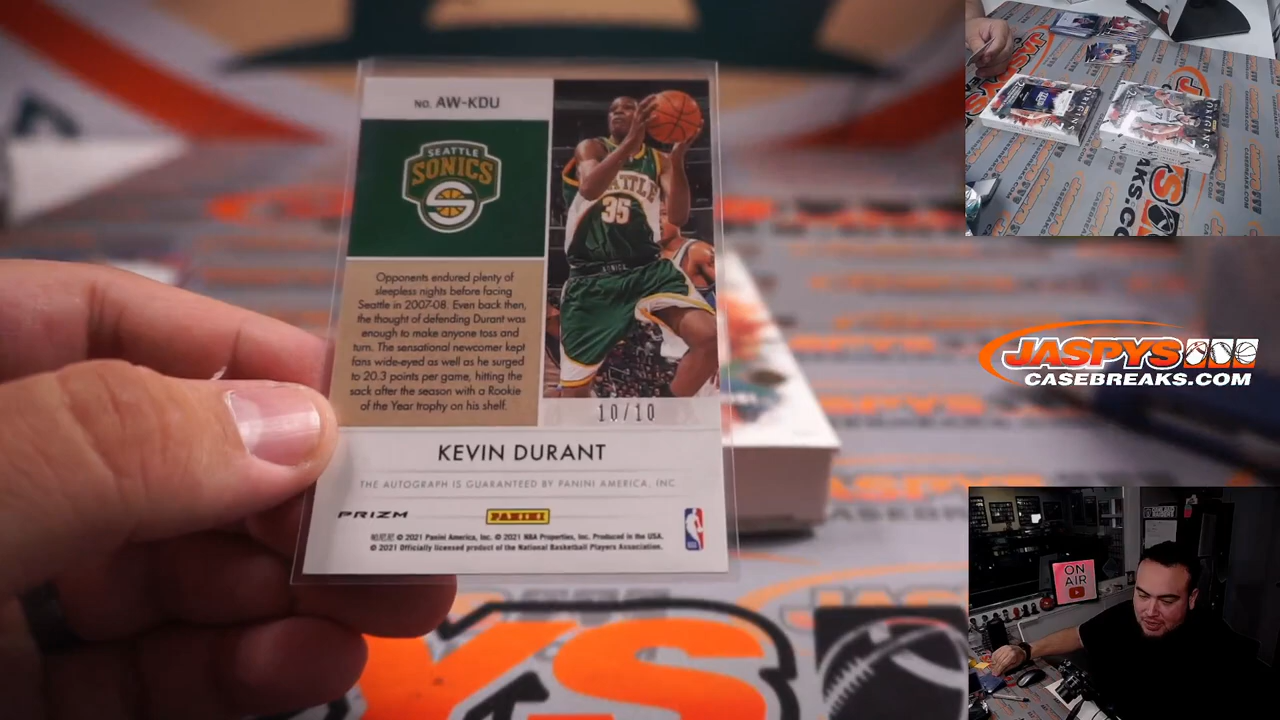 NO. AW-KDU
SEATTLE
SONICS
SEATTLE
35
Opponents endured plenty of
sleepless nights before facing
Seattle in 2007-08. Even back then,
the thought of defending Durant was
enough to make anyone toss and
turn. The sensational newcomer kept
fans wide-eyed as well as he surged
to 20.3 points per game, hitting the
sack after the season with a Rookie
of the Year trophy on his shelf.
10/10
KEVIN DURANT
THE AUTOGRAPH IS GUARANTEED BY PANINI AMERICA, INC
PRIZM
PANINI
© 2021 Panini America, Inc. © 2021 NBA Properties, Inc. Produced in the USA.
© 2021 Officially licensed product of the National Basketball Players Association.
JASPYS
CASEBREAKS.COM
ORIGINS
ORIGINS
ON
AIR
YS